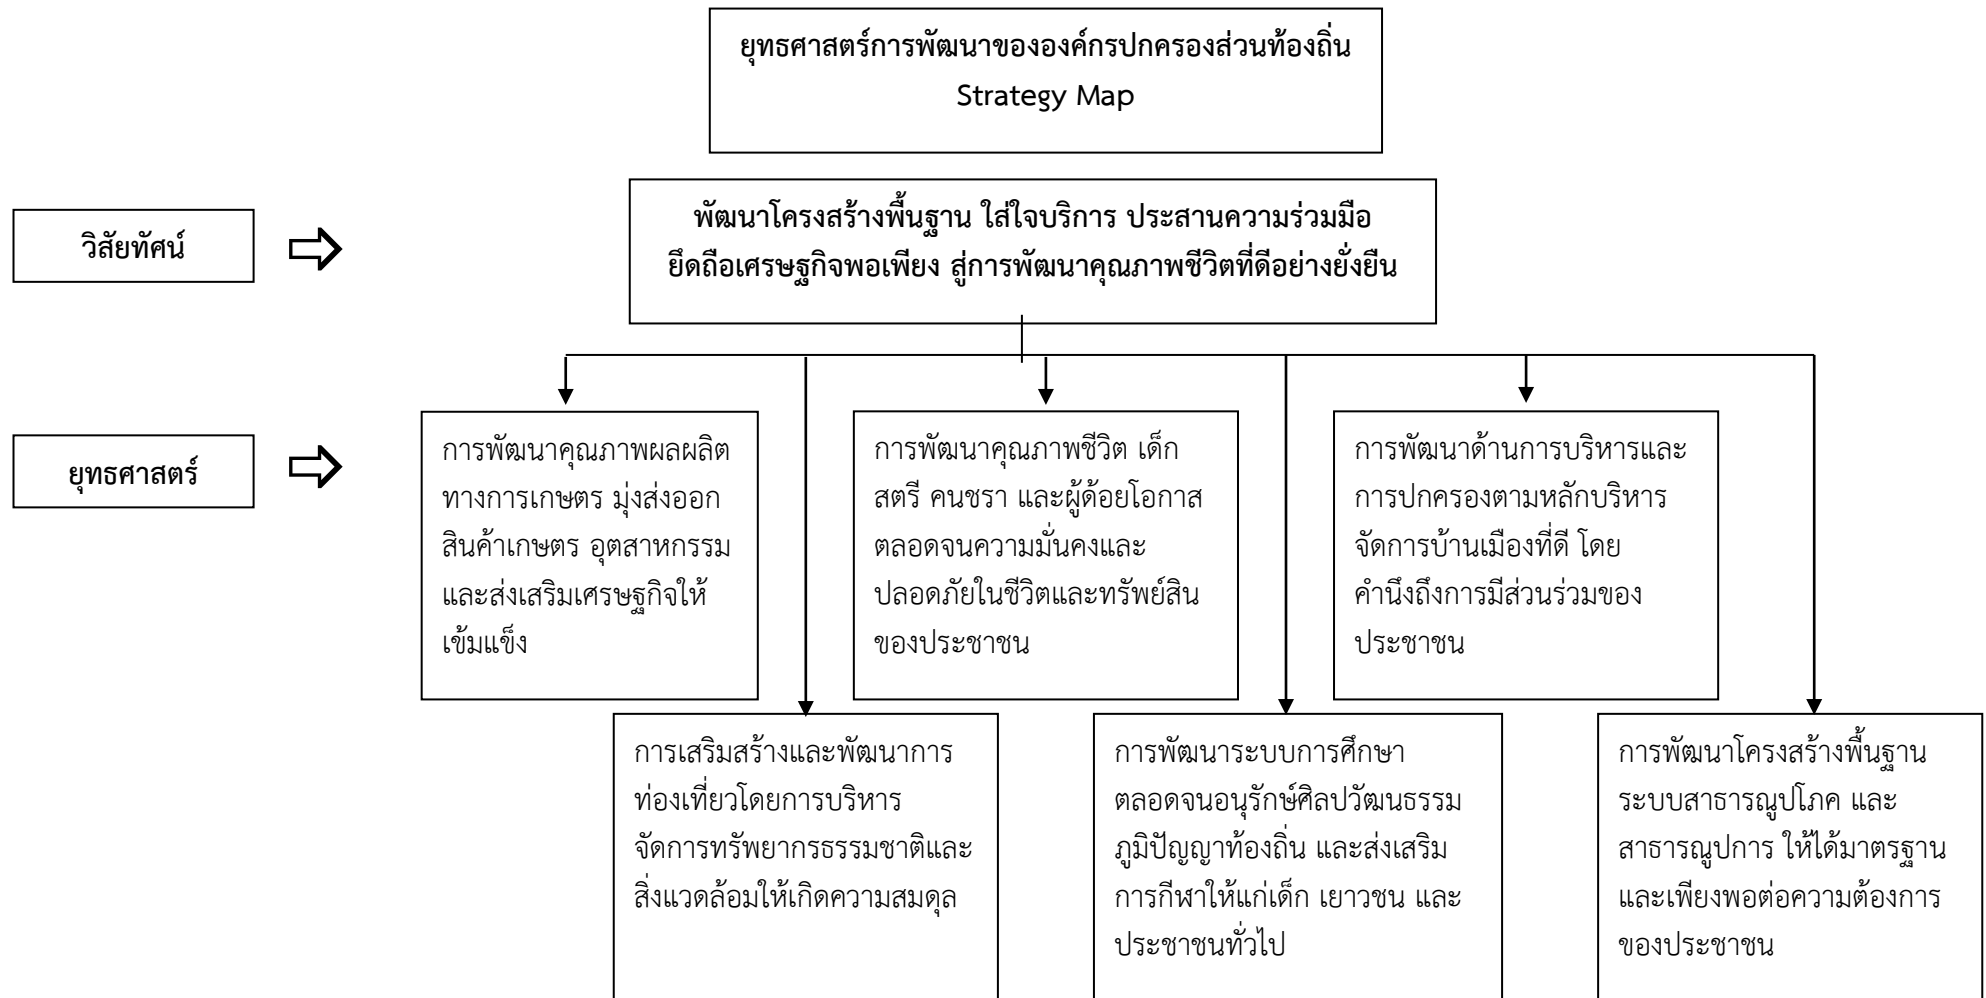 ยุทธศาสตร์การพัฒนาขององค์กรปกครองส่วนท้องถิ่น
Strategy Map
วิสัยทัศน์
พัฒนาโครงสร้างพื้นฐาน ใส่ใจบริการ ประสานความร่วมมือ
ยึดถือเศรษฐกิจพอเพียง สู่การพัฒนาคุณภาพชีวิตที่ดีอย่างยั่งยืน
ยุทธศาสตร์
การพัฒนาคุณภาพผลผลิต
ทางการเกษตร มุ่งส่งออก
สินค้าเกษตร อุตสาหกรรม
และส่งเสริมเศรษฐกิจให้
เข้มแข็ง
การพัฒนาคุณภาพชีวิต เด็ก
สตรี คนชรา และผู้ด้อยโอกาส
ตลอดจนความมั่นคงและ
ปลอดภัยในชีวิตและทรัพย์สิน
ของประชาชน
การพัฒนาด้านการบริหารและ
การปกครองตามหลักบริหาร
จัดการบ้านเมืองที่ดี โดย
คำนึงถึงการมีส่วนร่วมของ
ประชาชน
การเสริมสร้างและพัฒนาการ
ท่องเที่ยวโดยการบริหาร
จัดการทรัพยากรธรรมชาติและ
สิ่งแวดล้อมให้เกิดความสมดุล
การพัฒนาระบบการศึกษา
ตลอดจนอนุรักษ์ศิลปวัฒนธรรม
ภูมิปัญญาท้องถิ่น และส่งเสริม
การกีฬาให้แก่เด็ก เยาวชน และ
ประชาชนทั่วไป
การพัฒนาโครงสร้างพื้นฐาน
ระบบสาธารณูปโภค และ
สาธารณูปการ ให้ได้มาตรฐาน
และเพียงพอต่อความต้องการ
ของประชาชน